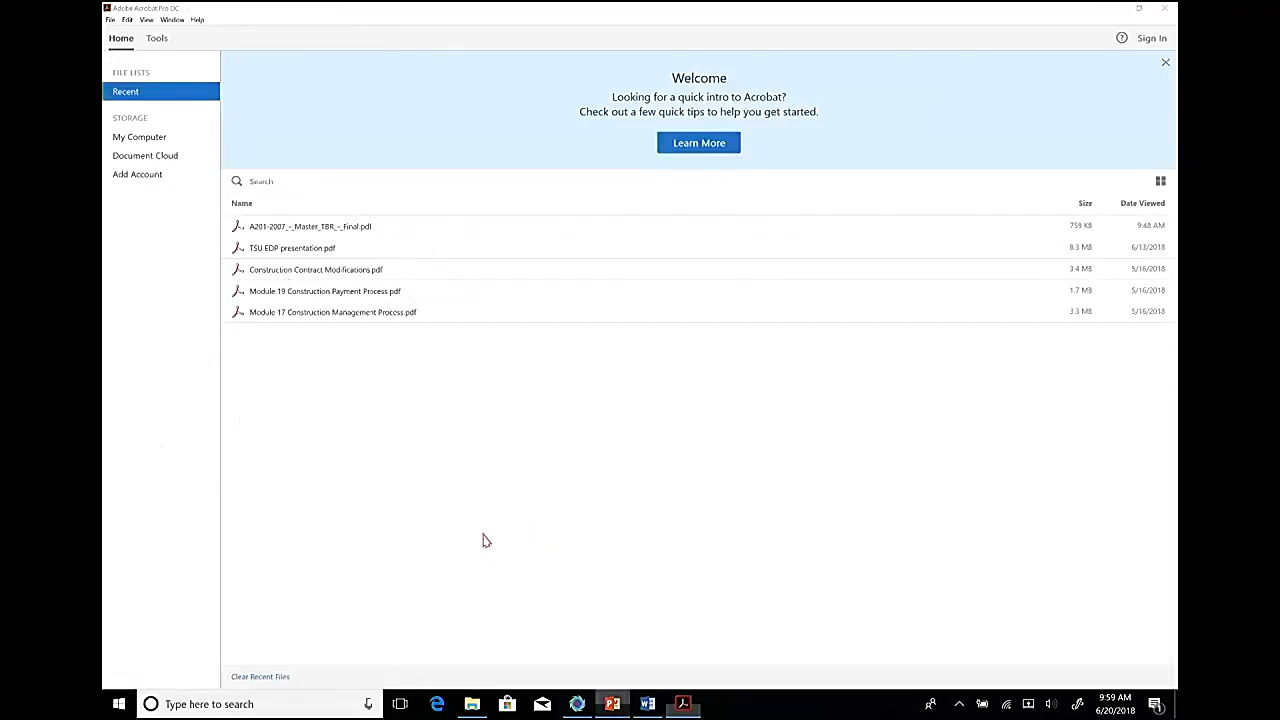 Adobe Acrobat Pro DC
File Edit View Window Help
Home Tools
Sign In
FILE LISTS
Recent
STORAGE
My Computer
Document Cloud
Add Account
Welcome
Looking for a quick intro to Acrobat?
Check out a few quick tips to help you get started.
Learn More
Search
Name Size Date Viewed
A201-2007_-_Master_TBR_-_Final.pdf 759 KB 9:48 AM
TSU EDP presentation.pdf 8.3 MB 6/13/2018
Construction Contract Modifications.pdf 3.4 MB 5/16/2018
Module 19 Construction Payment Process.pdf 1.7 MB 5/16/2018
Module 17 Construction Management Process.pdf 3.3 MB 5/16/2018
Clear Recent Files
Type here to search
9:59 AM
6/20/2018